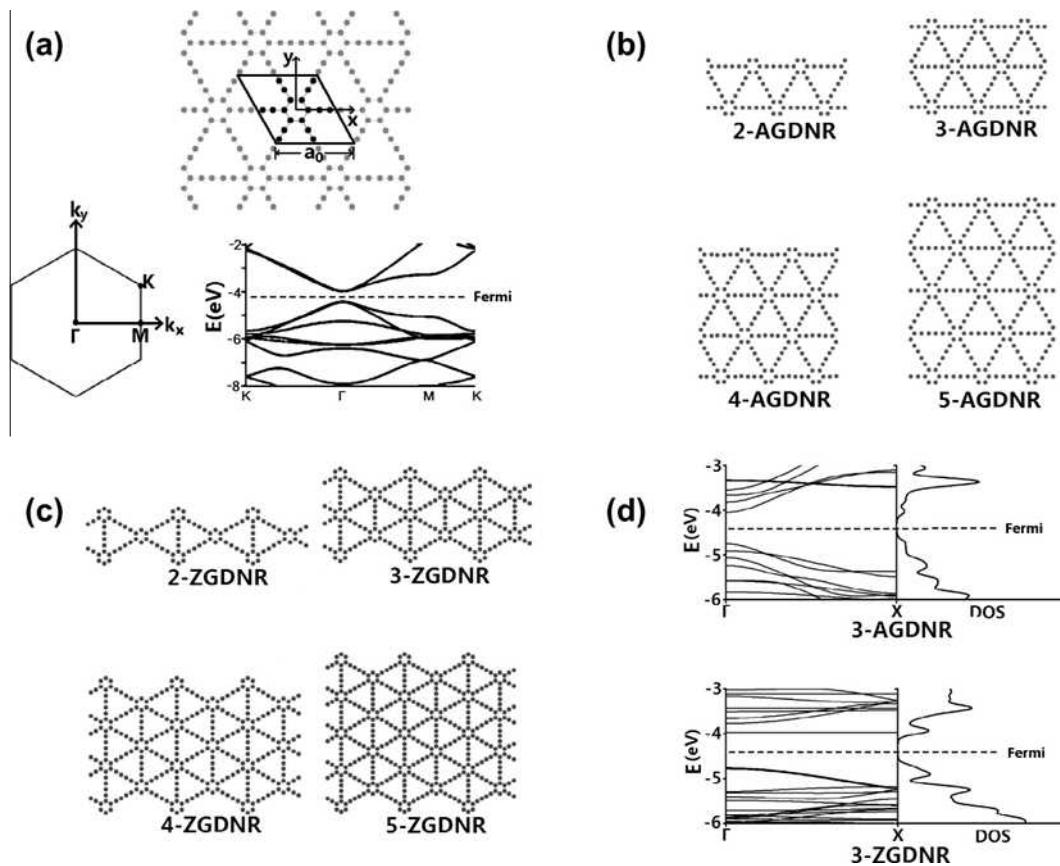 (a)
y
x
a₀
k_y
K
Γ
M
k_x
E(eV)
-2
-4
-6
-8
Fermi
K Γ M K
(b)
2-AGDNR
3-AGDNR
4-AGDNR
5-AGDNR
(c)
2-ZGDNR
3-ZGDNR
4-ZGDNR
5-ZGDNR
(d)
E(eV)
-3
-4
-5
-6
Fermi
Γ X DOS
3-AGDNR
E(eV)
-3
-4
-5
-6
Fermi
Γ X DOS
3-ZGDNR